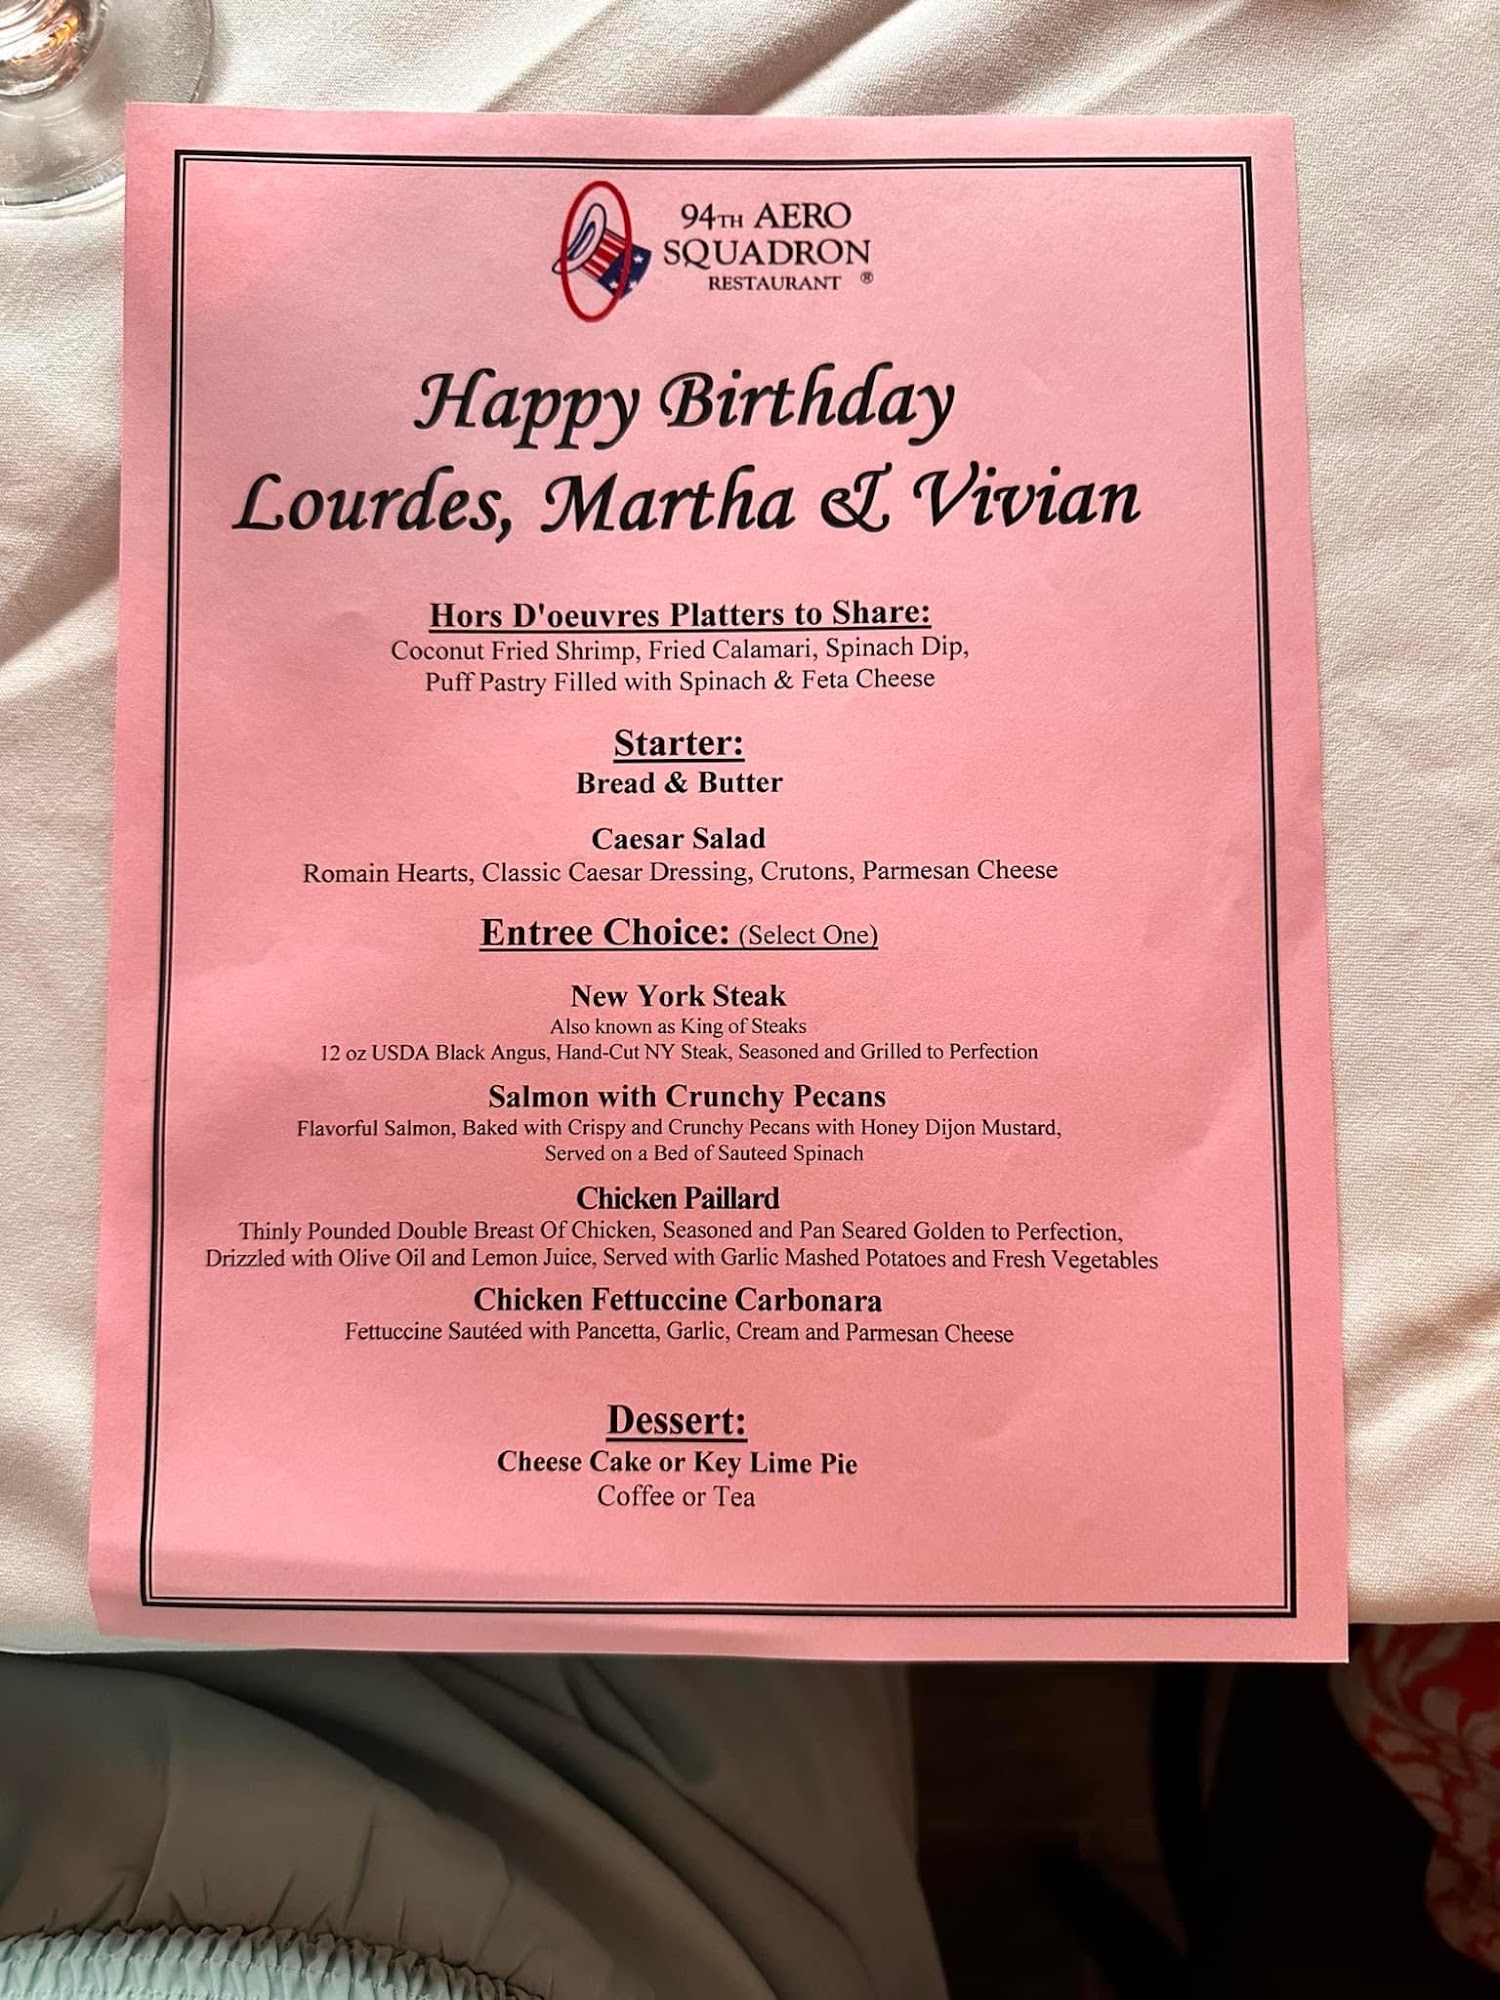 94TH AERO
SQUADRON
RESTAURANT ®
Happy Birthday
Lourdes, Martha & Vivian
Hors D'oeuvres Platters to Share:
Coconut Fried Shrimp, Fried Calamari, Spinach Dip,
Puff Pastry Filled with Spinach & Feta Cheese
Starter:
Bread & Butter
Caesar Salad
Romain Hearts, Classic Caesar Dressing, Crutons, Parmesan Cheese
Entree Choice: (Select One)
New York Steak
Also known as King of Steaks
12 oz USDA Black Angus, Hand-Cut NY Steak, Seasoned and Grilled to Perfection
Salmon with Crunchy Pecans
Flavorful Salmon, Baked with Crispy and Crunchy Pecans with Honey Dijon Mustard,
Served on a Bed of Sauteed Spinach
Chicken Paillard
Thinly Pounded Double Breast Of Chicken, Seasoned and Pan Seared Golden to Perfection,
Drizzled with Olive Oil and Lemon Juice, Served with Garlic Mashed Potatoes and Fresh Vegetables
Chicken Fettuccine Carbonara
Fettuccine Sautéed with Pancetta, Garlic, Cream and Parmesan Cheese
Dessert:
Cheese Cake or Key Lime Pie
Coffee or Tea